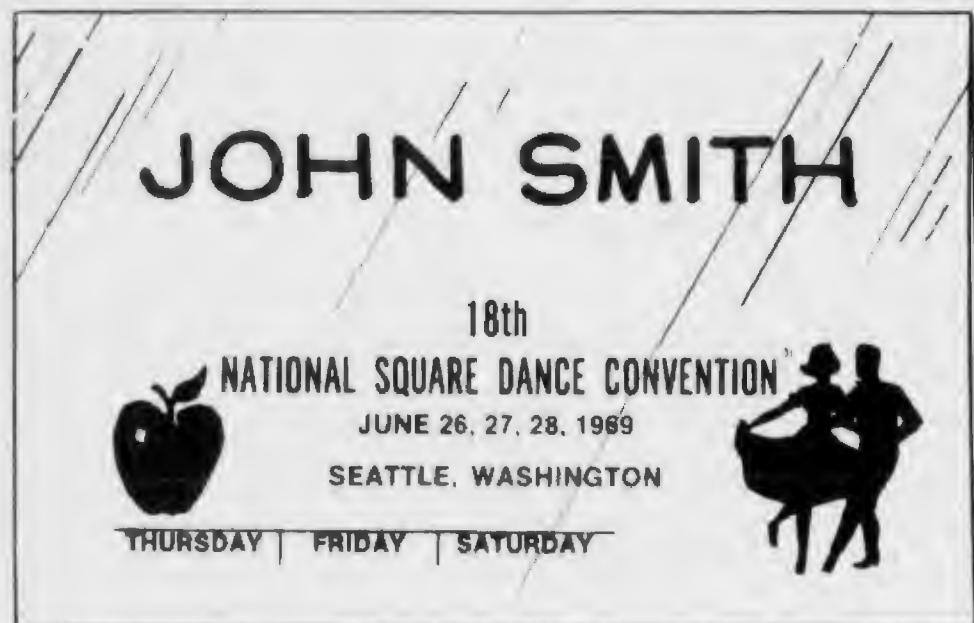 JOHN SMITH
18th
NATIONAL SQUARE DANCE CONVENTION
JUNE 26, 27, 28, 1969
SEATTLE, WASHINGTON
THURSDAY FRIDAY SATURDAY